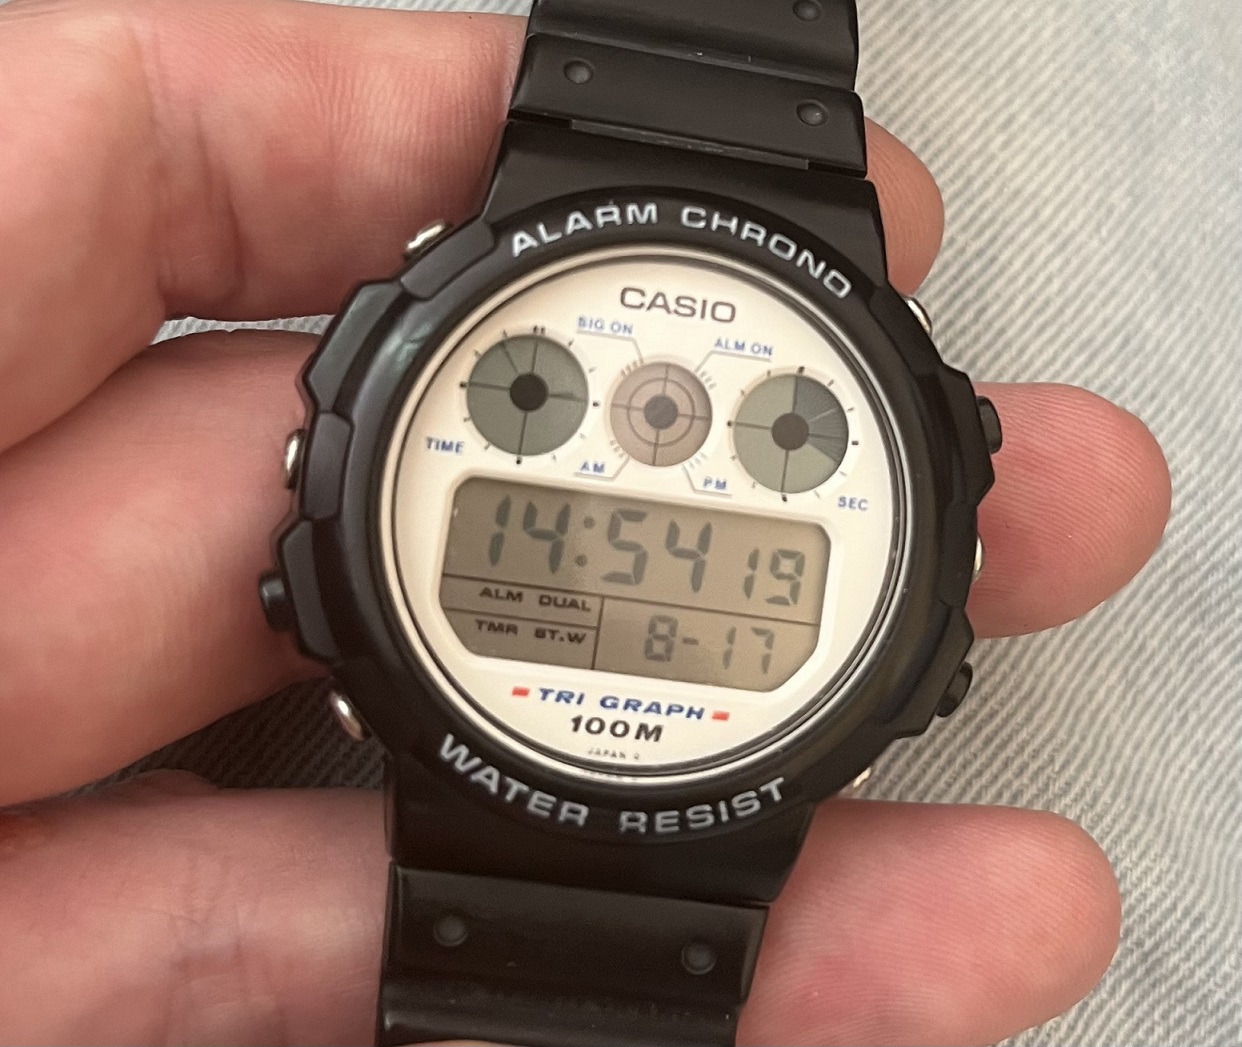 ALARM CHRONO
CASIO
SIG ON
ALM ON
TIME
AM
PM
SEC
14:54 19
ALM DUAL
TMR ST.W
8-17
TRI GRAPH
100M
JAPAN
WATER RESIST